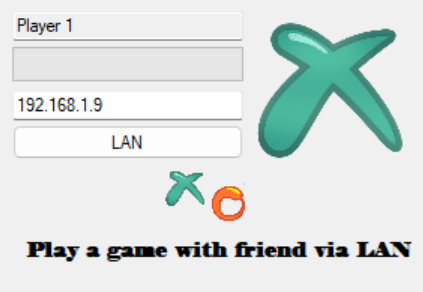 Player 1
192.168.1.9
LAN
Play a game with friend via LAN